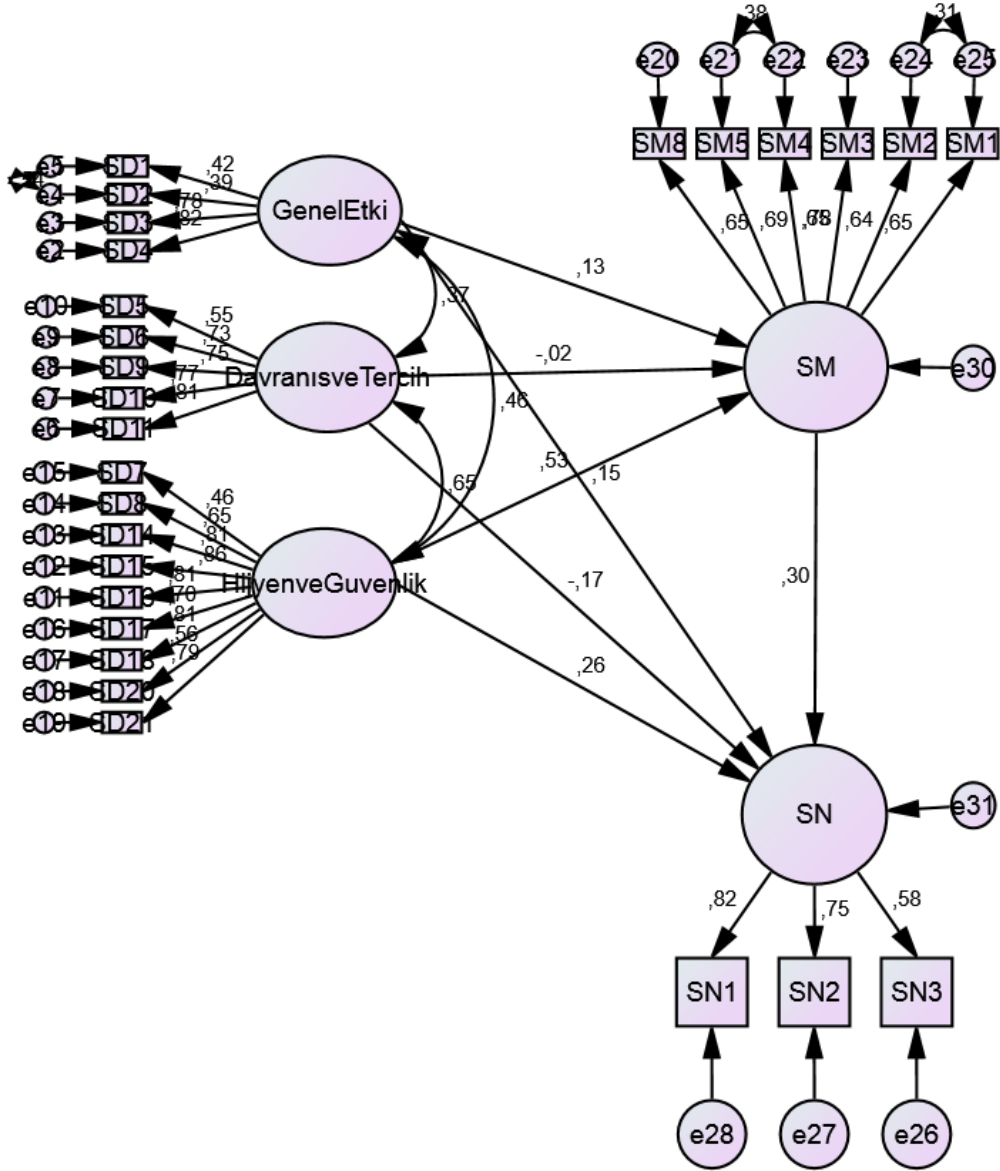 ,38
,31
e20
e21
e22
e23
e24
e25
SM8
SM5
SM4
SM3
SM2
SM1
,65
,69
,64
,65
e5
SD1
e4
SD2
e3
SD3
e2
SD4
,42
,39
,78
,82
GenelEtki
,13
,37
e10
SD5
e9
SD6
e8
SD9
e7
e6
SD11
,55
,73
,75
,77
,81
DavranısveTercih
-,02
SM
e30
,46
,53
,15
,65
e15
SD7
e14
SD8
e13
SD14
e12
SD15
e11
e16
SD17
e17
e18
SD20
e19
SD21
,46
,65
,81
,86
,81
,70
,81
,56
,79
HijyenveGuvenlik
-,17
,30
,26
SN
e31
,82
,75
,58
SN1
SN2
SN3
e28
e27
e26